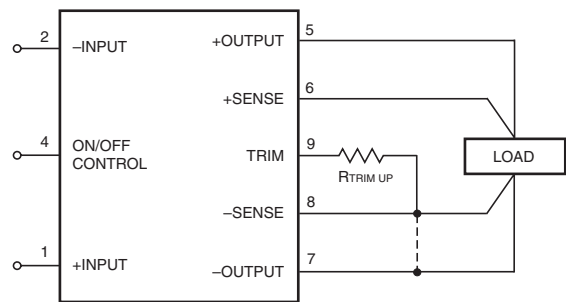 2 –INPUT +OUTPUT 5
+SENSE 6
4 ON/OFF CONTROL TRIM 9
RTRIM UP
LOAD
–SENSE 8
1 +INPUT –OUTPUT 7